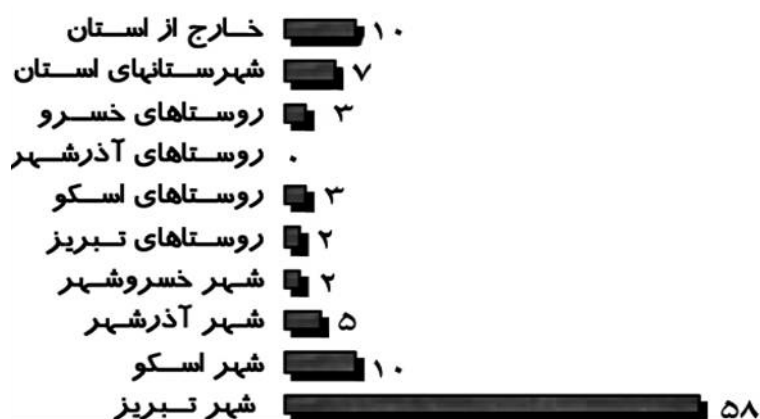 خارج از استان ۱۰
شهرستانهای استان ۷
روستاهای خسرو ۳
روستاهای آذرشهر ۰
روستاهای اسکو ۳
روستاهای تبریز ۲
شهر خسروشهر ۲
شهر آذرشهر ۵
شهر اسکو ۱۰
شهر تبریز ۵۸